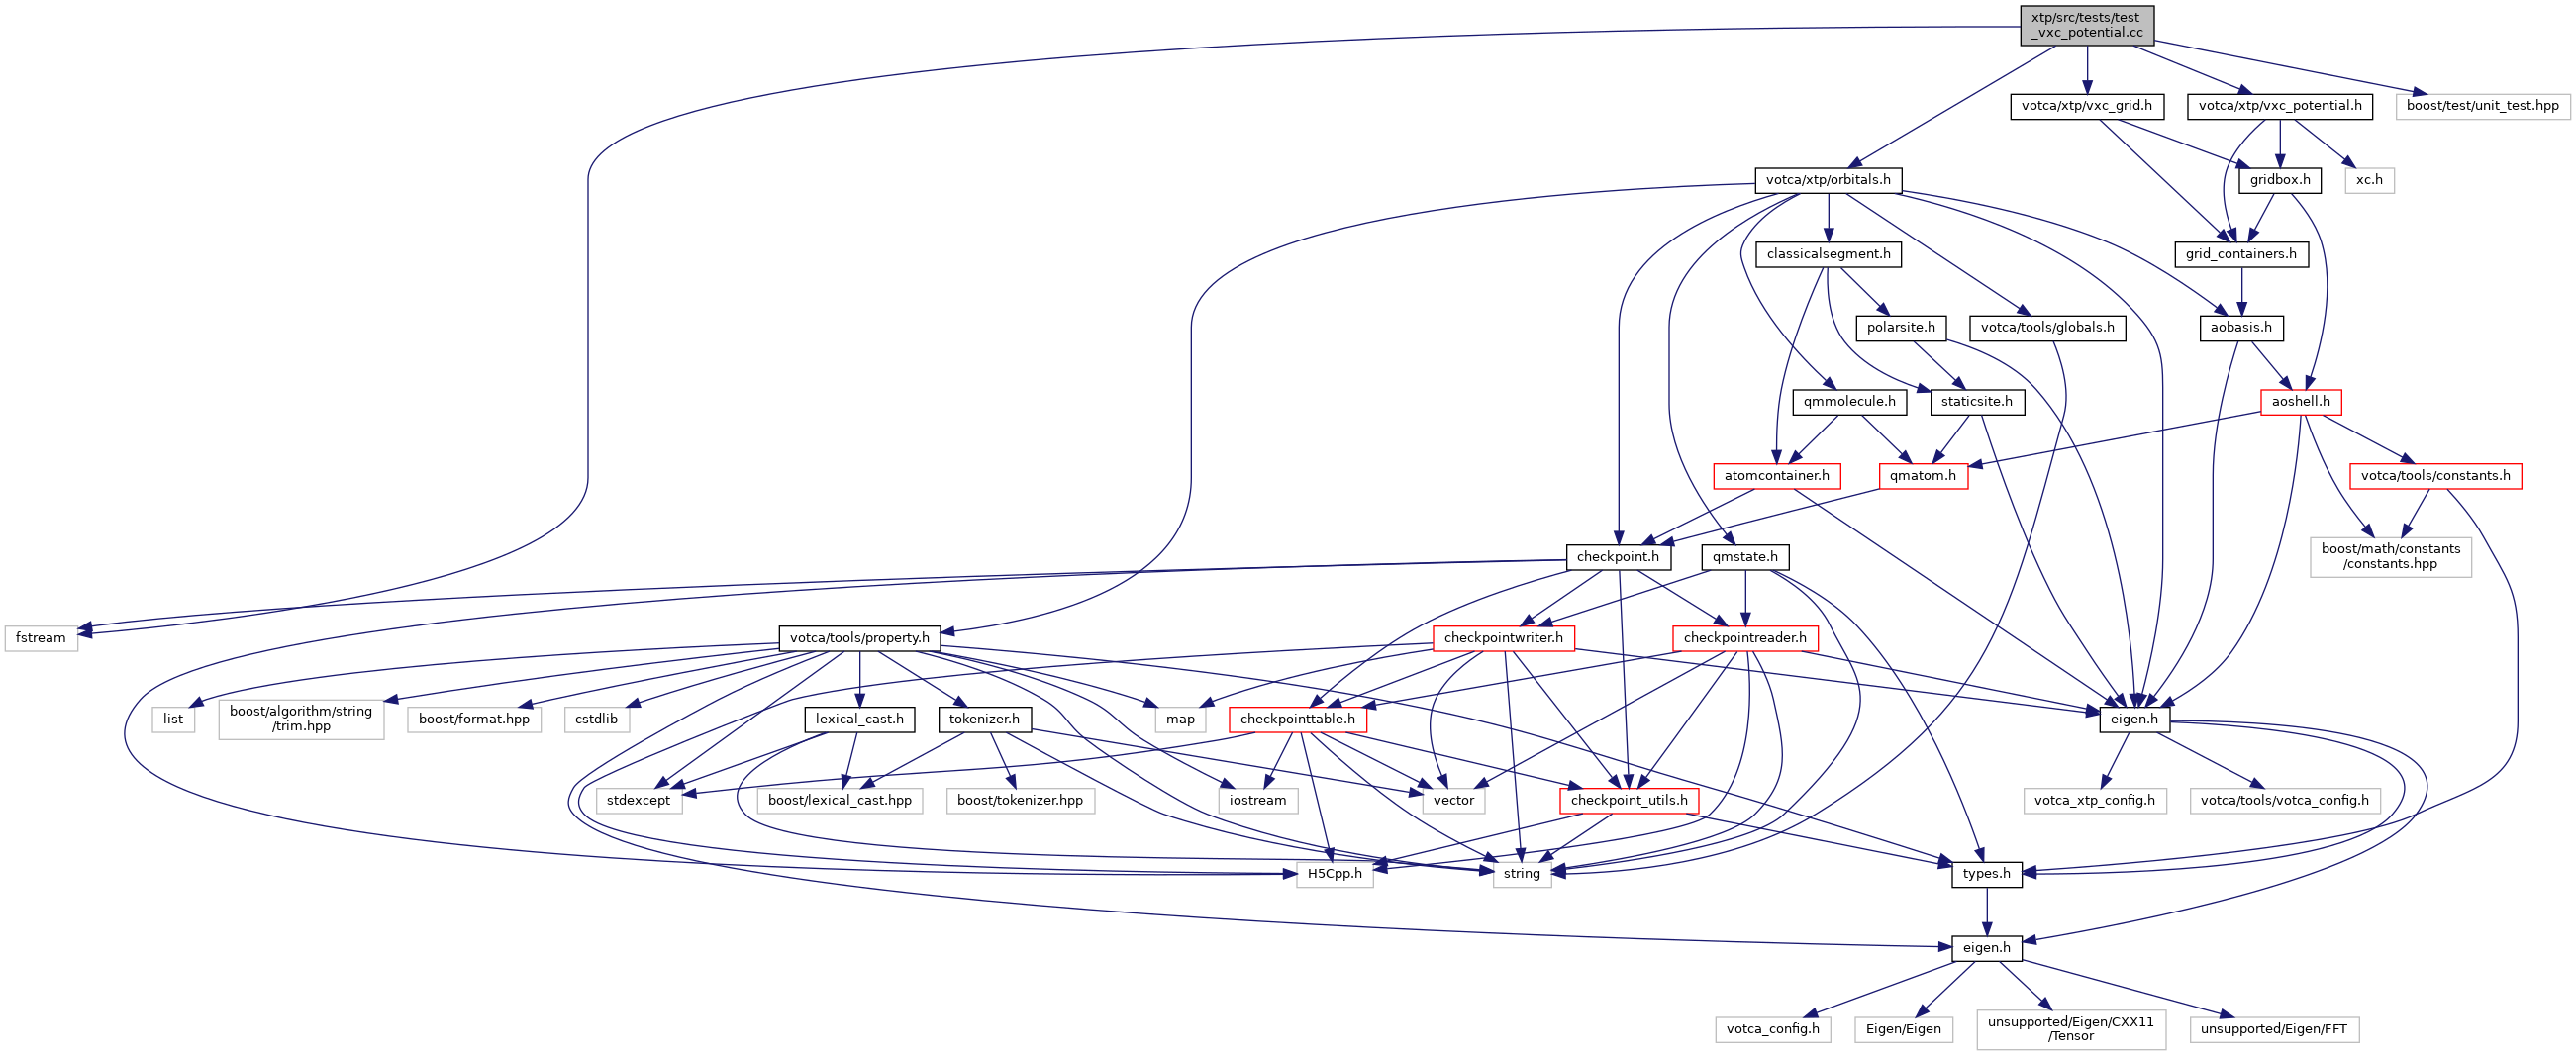 xtp/src/tests/test
_vxc_potential.cc
votca/xtp/vxc_grid.h
votca/xtp/vxc_potential.h
boost/test/unit_test.hpp
votca/xtp/orbitals.h
gridbox.h
xc.h
classicalsegment.h
grid_containers.h
polarsite.h
votca/tools/globals.h
aobasis.h
qmmolecule.h
staticsite.h
aoshell.h
atomcontainer.h
qmatom.h
votca/tools/constants.h
checkpoint.h
qmstate.h
boost/math/constants
/constants.hpp
fstream
votca/tools/property.h
checkpointwriter.h
checkpointreader.h
list
boost/algorithm/string
/trim.hpp
boost/format.hpp
cstdlib
lexical_cast.h
tokenizer.h
map
checkpointtable.h
eigen.h
stdexcept
boost/lexical_cast.hpp
boost/tokenizer.hpp
iostream
vector
checkpoint_utils.h
votca_xtp_config.h
votca/tools/votca_config.h
H5Cpp.h
string
types.h
eigen.h
votca_config.h
Eigen/Eigen
unsupported/Eigen/CXX11
/Tensor
unsupported/Eigen/FFT